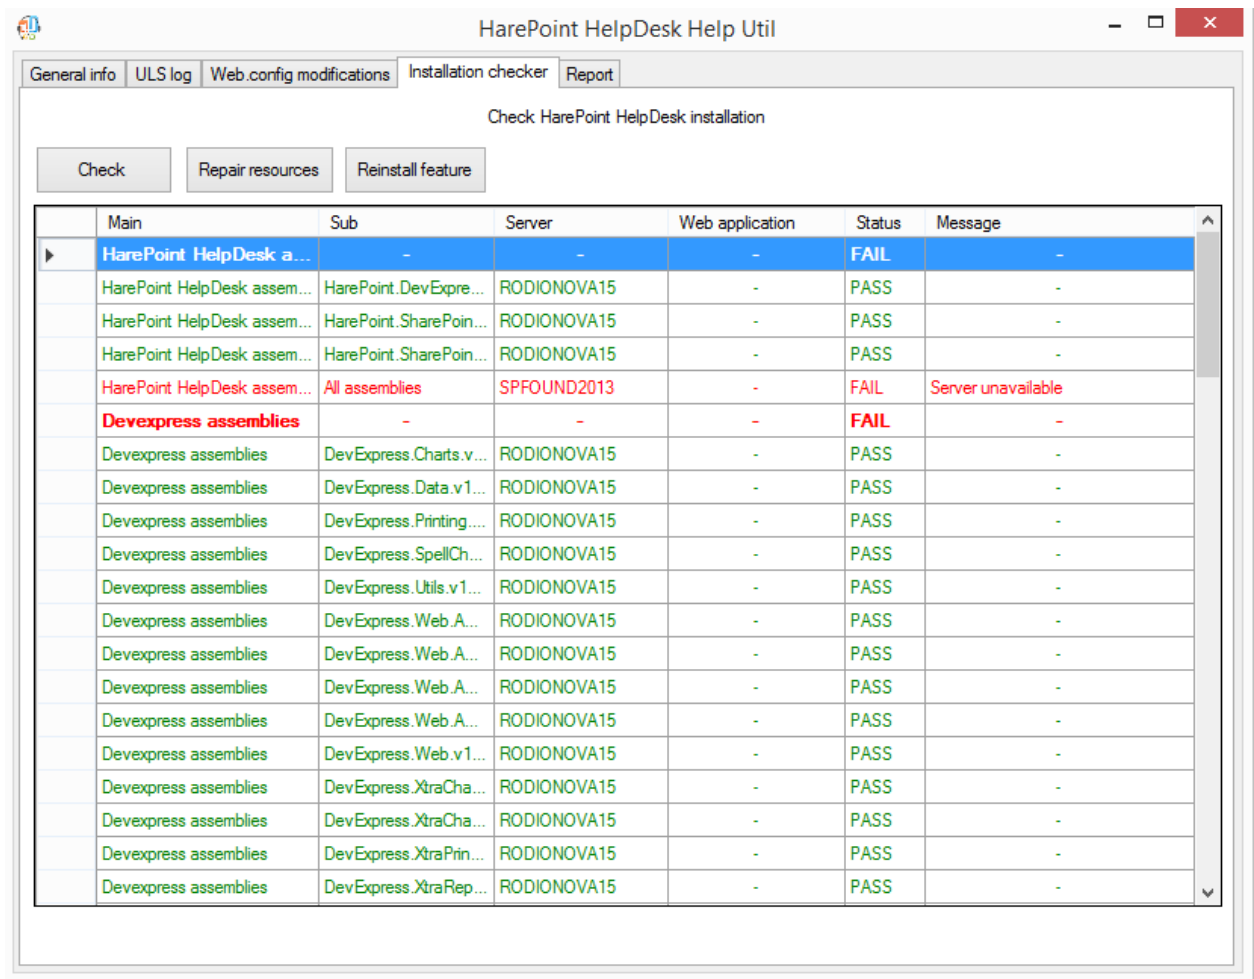 HarePoint HelpDesk Help Util
General info ULS log Web.config modifications Installation checker Report
Check HarePoint HelpDesk installation
Check Repair resources Reinstall feature
Main Sub Server Web application Status Message
HarePoint HelpDesk a... - - - FAIL -
HarePoint HelpDesk assem... HarePoint.DevExpre... RODIONOVA15 - PASS -
HarePoint HelpDesk assem... HarePoint.SharePoin... RODIONOVA15 - PASS -
HarePoint HelpDesk assem... HarePoint.SharePoin... RODIONOVA15 - PASS -
HarePoint HelpDesk assem... All assemblies SPFOUND2013 - FAIL Server unavailable
Devexpress assemblies - - - FAIL -
Devexpress assemblies DevExpress.Charts.v... RODIONOVA15 - PASS -
Devexpress assemblies DevExpress.Data.v1... RODIONOVA15 - PASS -
Devexpress assemblies DevExpress.Printing.... RODIONOVA15 - PASS -
Devexpress assemblies DevExpress.SpellCh... RODIONOVA15 - PASS -
Devexpress assemblies DevExpress.Utils.v1... RODIONOVA15 - PASS -
Devexpress assemblies DevExpress.Web.A... RODIONOVA15 - PASS -
Devexpress assemblies DevExpress.Web.A... RODIONOVA15 - PASS -
Devexpress assemblies DevExpress.Web.A... RODIONOVA15 - PASS -
Devexpress assemblies DevExpress.Web.A... RODIONOVA15 - PASS -
Devexpress assemblies DevExpress.Web.v1... RODIONOVA15 - PASS -
Devexpress assemblies DevExpress.XtraCha... RODIONOVA15 - PASS -
Devexpress assemblies DevExpress.XtraCha... RODIONOVA15 - PASS -
Devexpress assemblies DevExpress.XtraPrin... RODIONOVA15 - PASS -
Devexpress assemblies DevExpress.XtraRep... RODIONOVA15 - PASS -